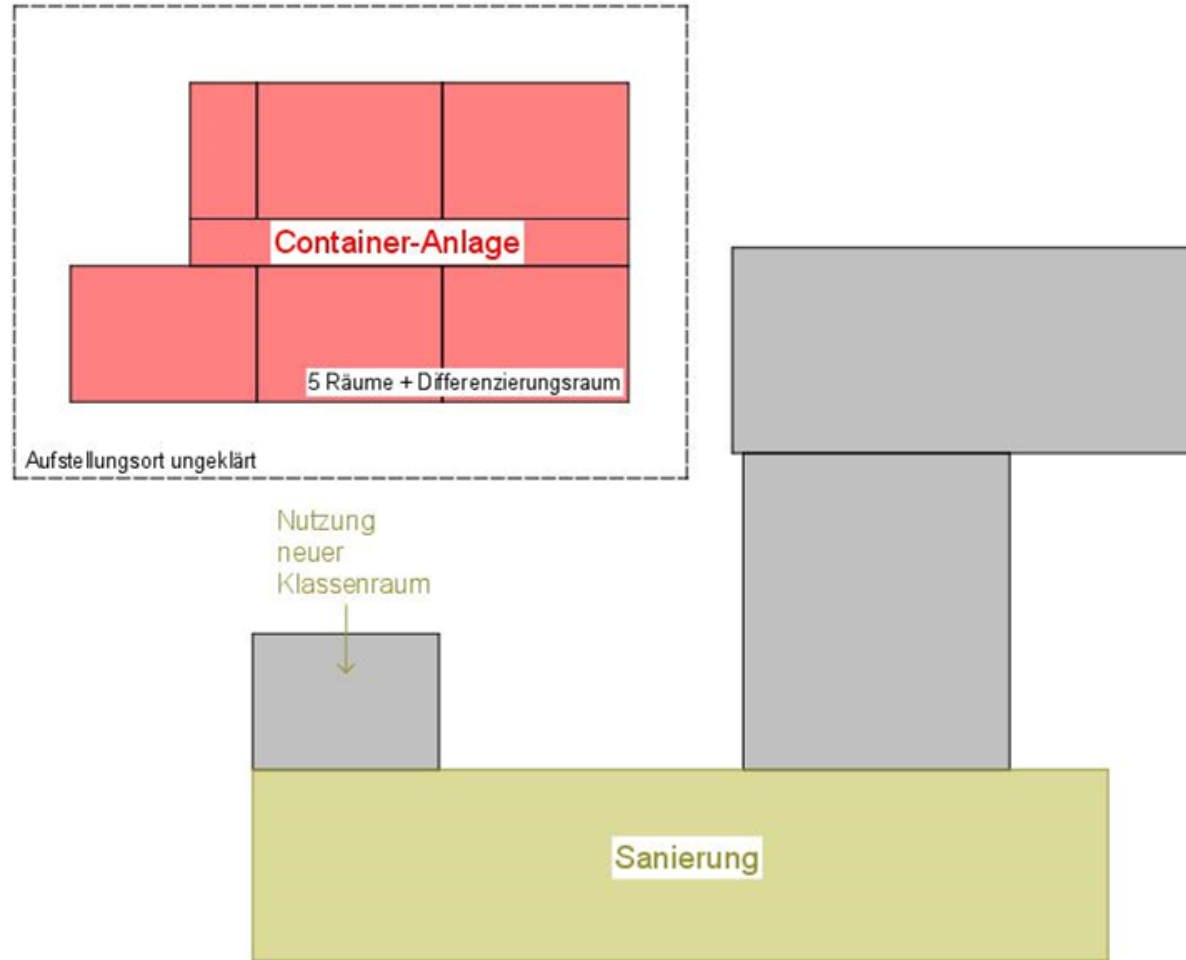 Container-Anlage
5 Räume + Differenzierungsraum
Aufstellungsort ungeklärt
Nutzung
neuer
Klassenraum
Sanierung